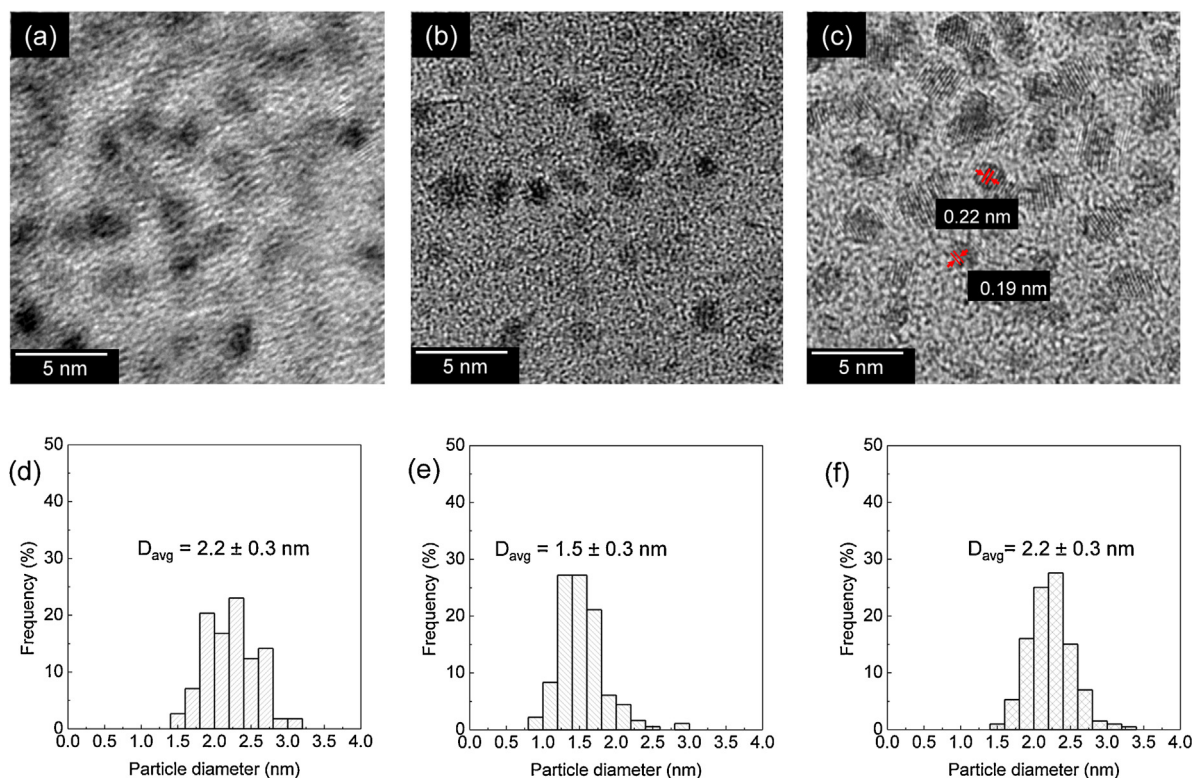 (a)
5 nm
(b)
5 nm
(c)
0.22 nm
0.19 nm
5 nm
(d)
Frequency (%)
50
40
30
20
10
0
D_avg = 2.2 ± 0.3 nm
0.0 0.5 1.0 1.5 2.0 2.5 3.0 3.5 4.0
Particle diameter (nm)
(e)
Frequency (%)
50
40
30
20
10
0
D_avg = 1.5 ± 0.3 nm
0.0 0.5 1.0 1.5 2.0 2.5 3.0 3.5 4.0
Particle diameter (nm)
(f)
Frequency (%)
50
40
30
20
10
0
D_avg = 2.2 ± 0.3 nm
0.0 0.5 1.0 1.5 2.0 2.5 3.0 3.5 4.0
Particle diameter (nm)